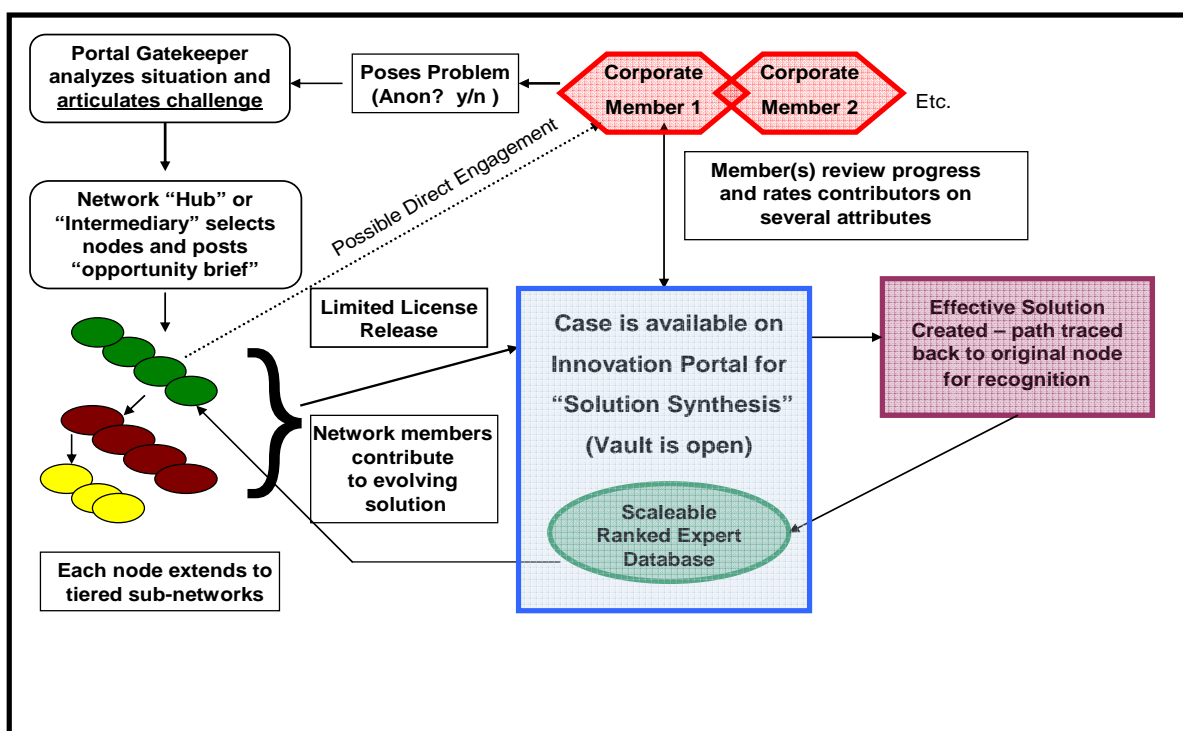 Portal Gatekeeper
analyzes situation and
articulates challenge
Poses Problem
(Anon?  y/n )
Corporate
Member 1
Corporate
Member 2
Etc.
Possible Direct Engagement
Member(s) review progress
and rates contributors on
several attributes
Network “Hub” or
“Intermediary” selects
nodes and posts
“opportunity brief”
Limited License
Release
Network members
contribute
to evolving
solution
Each node extends to
tiered sub-networks
Case is available on
Innovation Portal for
“Solution Synthesis”
(Vault is open)
Scaleable
Ranked Expert
Database
Effective Solution
Created – path traced
back to original node
for recognition